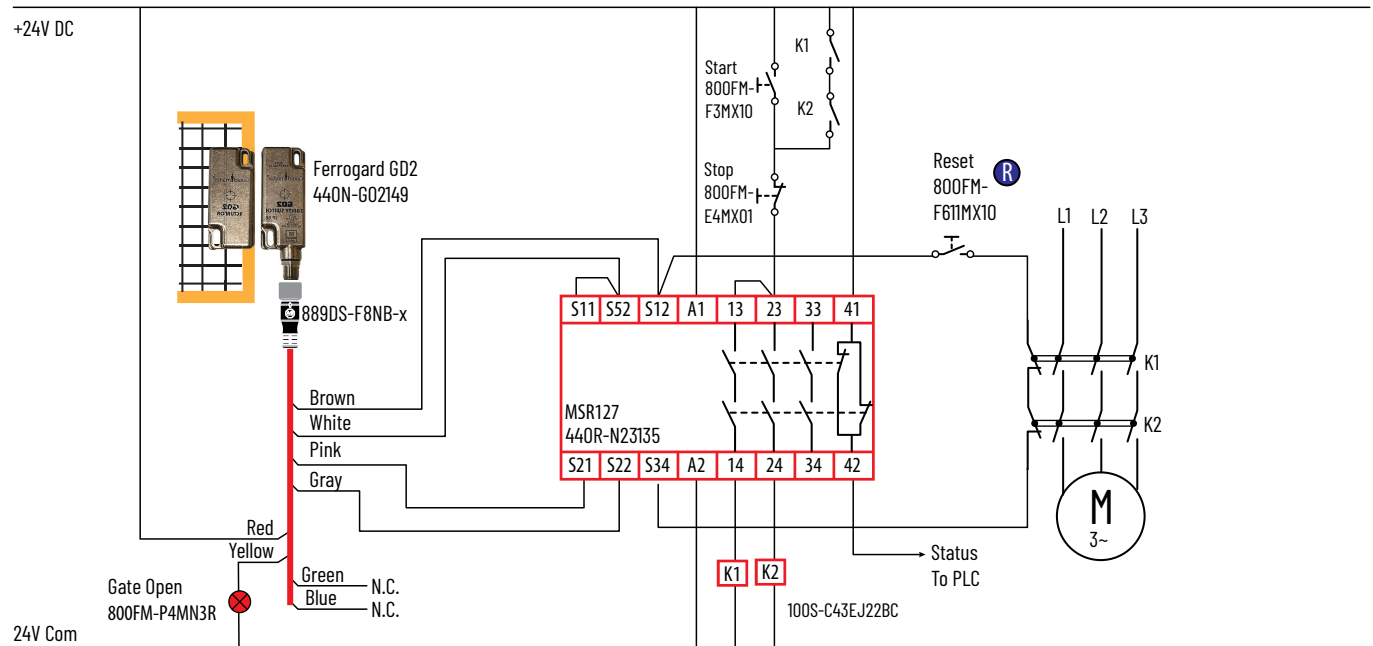 +24V DC
K1
Start
800FM-
F3MX10
K2
Stop
800FM-
E4MX01
Reset
800FM-
F611MX10
R
L1 L2 L3
Ferrogard GD2
440N-G02149
889DS-F8NB-x
S11 S52 S12 A1 13 23 33 41
MSR127
440R-N23135
S21 S22 S34 A2 14 24 34 42
K1
K2
M
3~
Brown
White
Pink
Gray
Red
Yellow
Green
N.C.
Blue
N.C.
Gate Open
800FM-P4MN3R
K1 K2
Status
To PLC
100S-C43EJ22BC
24V Com